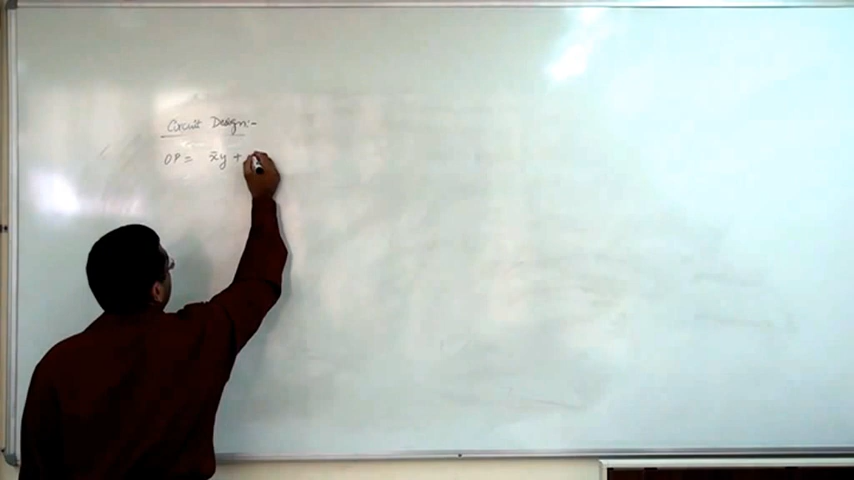 Circuit Design:-
OP = x̄y +